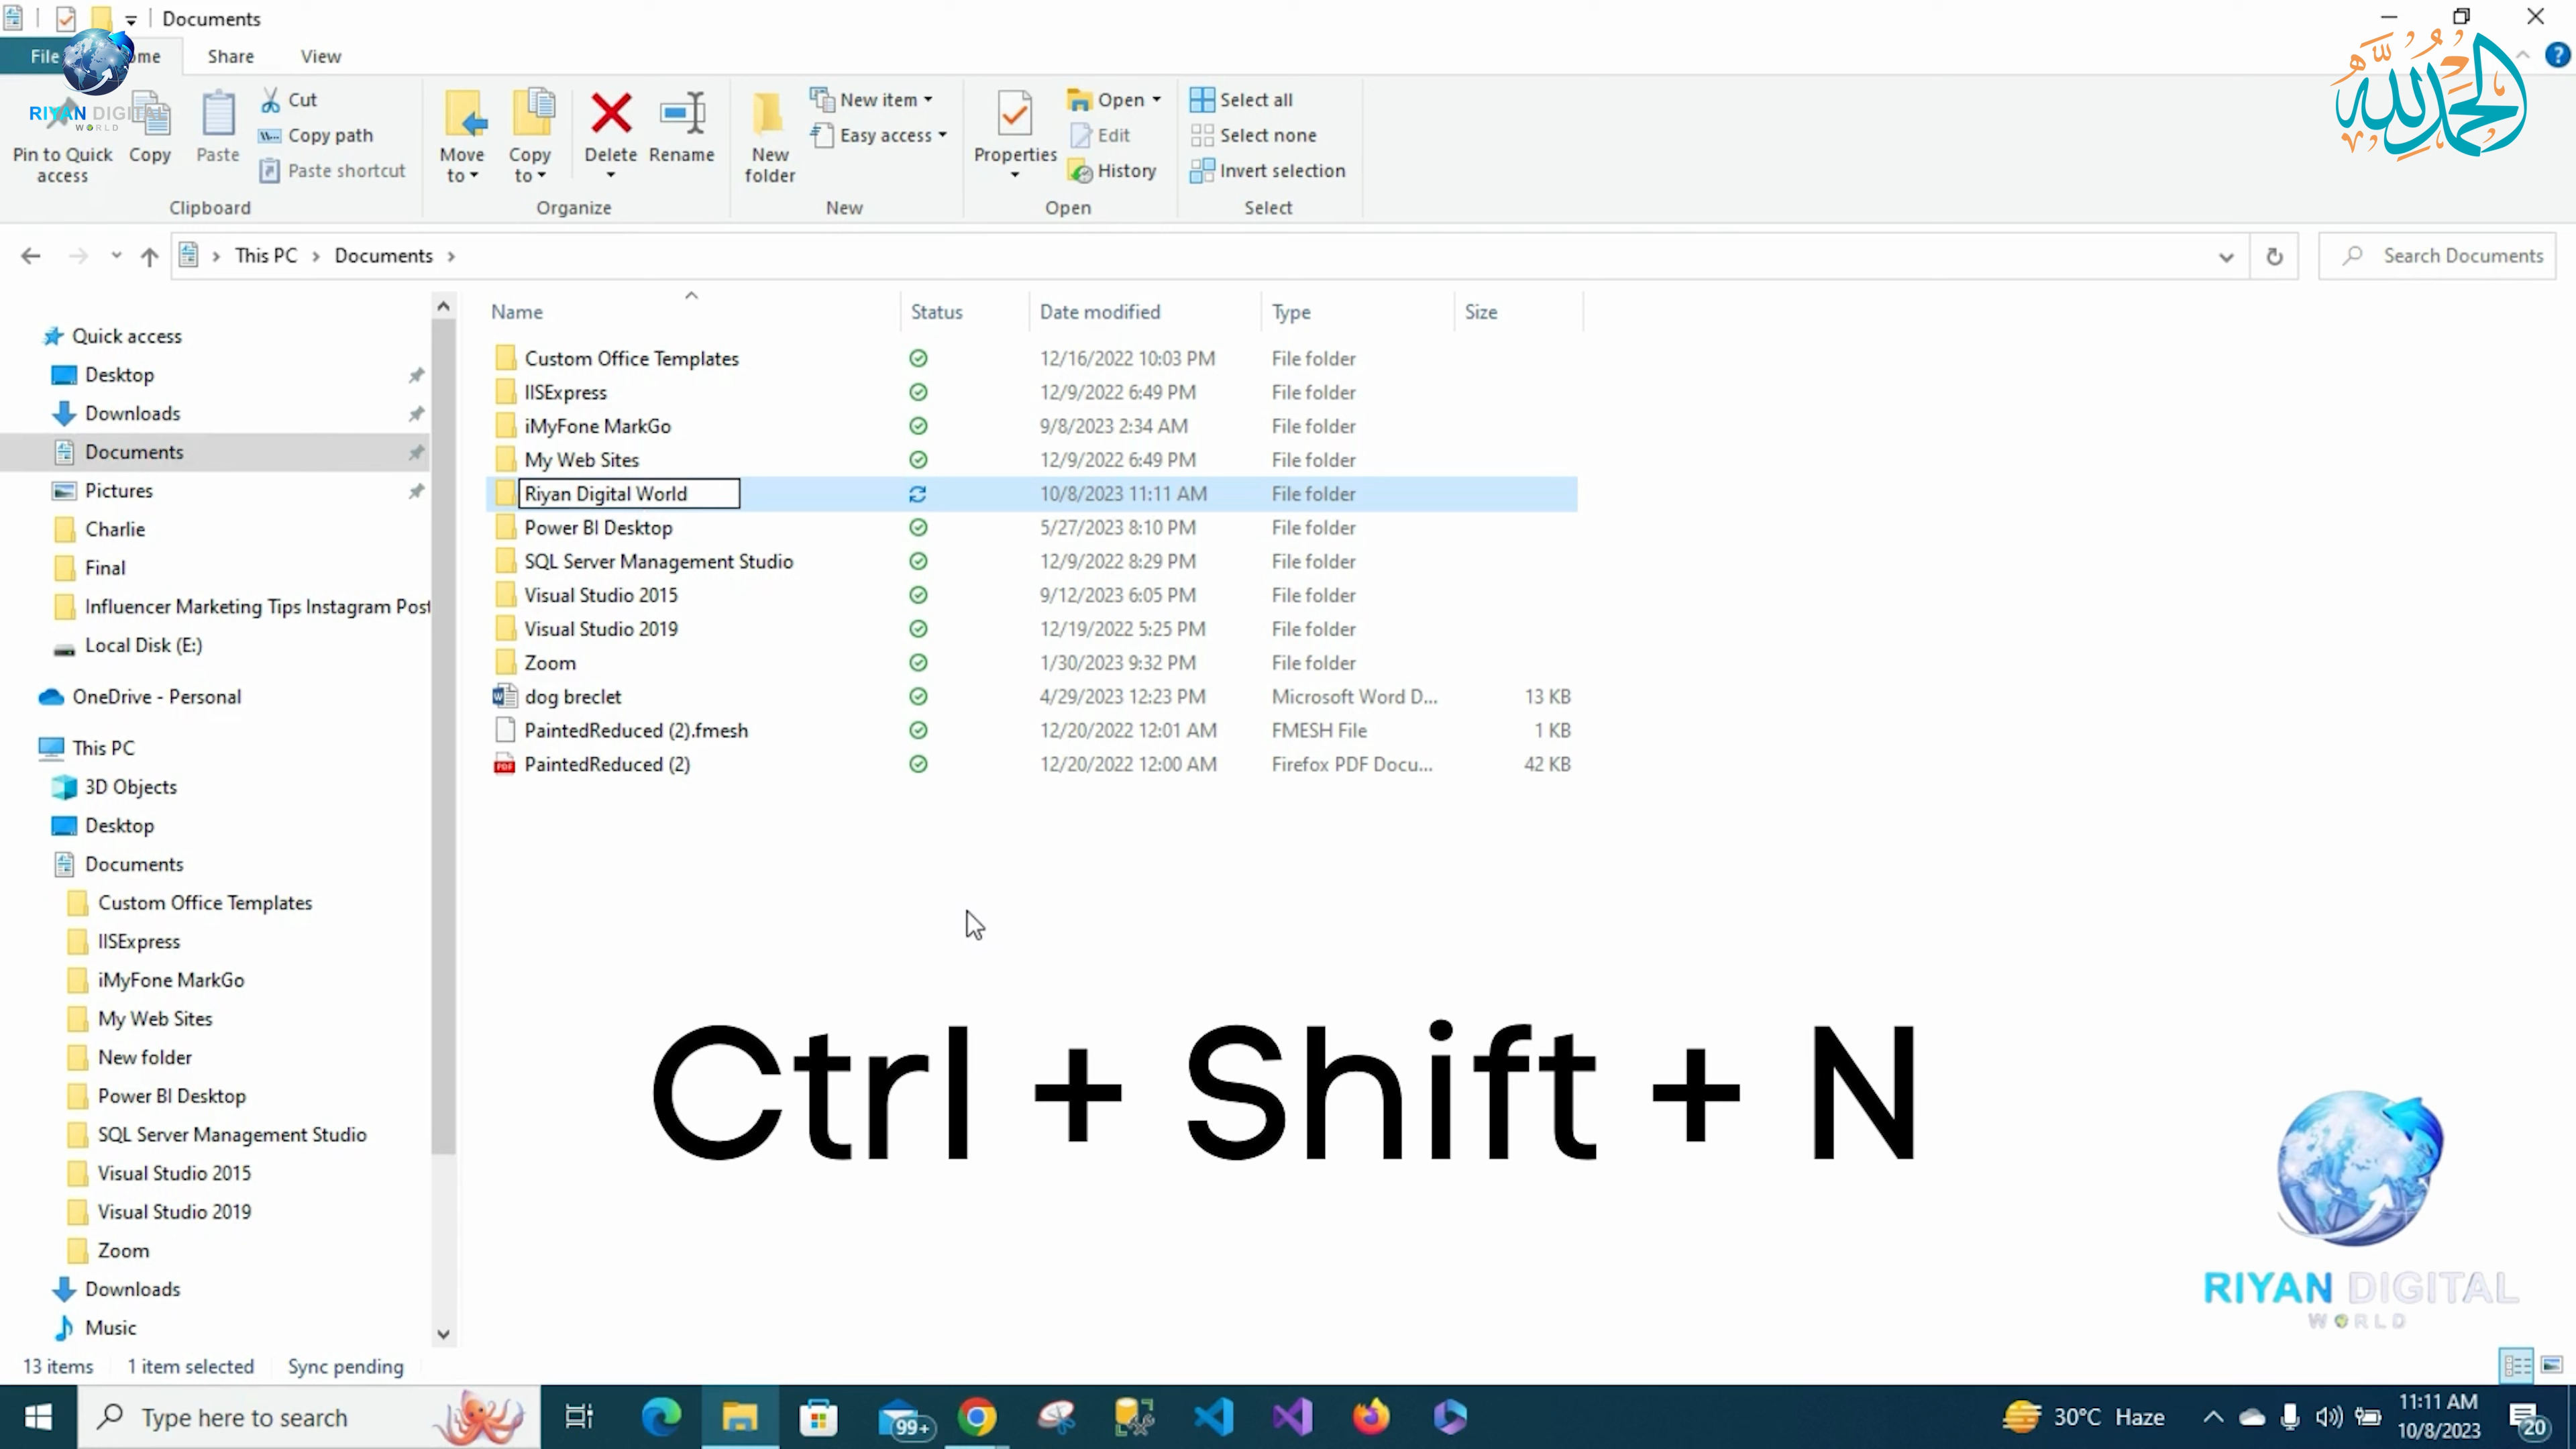 Documents
File
ome
Share
View
الحمد لله
RIYAN DIGITAL
WORLD
Pin to Quick access
Copy
Paste
Cut
Copy path
Paste shortcut
Clipboard
Move to
Copy to
Delete
Rename
Organize
New folder
New item
Easy access
New
Properties
Open
Edit
History
Open
Select all
Select none
Invert selection
Select
This PC > Documents >
Search Documents
Name Status Date modified Type Size
Custom Office Templates 12/16/2022 10:03 PM File folder
IISExpress 12/9/2022 6:49 PM File folder
iMyFone MarkGo 9/8/2023 2:34 AM File folder
My Web Sites 12/9/2022 6:49 PM File folder
Riyan Digital World 10/8/2023 11:11 AM File folder
Power BI Desktop 5/27/2023 8:10 PM File folder
SQL Server Management Studio 12/9/2022 8:29 PM File folder
Visual Studio 2015 9/12/2023 6:05 PM File folder
Visual Studio 2019 12/19/2022 5:25 PM File folder
Zoom 1/30/2023 9:32 PM File folder
dog breclet 4/29/2023 12:23 PM Microsoft Word D... 13 KB
PaintedReduced (2).fmesh 12/20/2022 12:01 AM FMESH File 1 KB
PDF PaintedReduced (2) 12/20/2022 12:00 AM Firefox PDF Docu... 42 KB
Quick access
Desktop
Downloads
Documents
Pictures
Charlie
Final
Influencer Marketing Tips Instagram Post
Local Disk (E:)
OneDrive - Personal
This PC
3D Objects
Desktop
Documents
Custom Office Templates
IISExpress
iMyFone MarkGo
My Web Sites
New folder
Power BI Desktop
SQL Server Management Studio
Visual Studio 2015
Visual Studio 2019
Zoom
Downloads
Music
Ctrl + Shift + N
RIYAN DIGITAL
WORLD
13 items 1 item selected Sync pending
Type here to search
99+
30°C Haze
11:11 AM
10/8/2023
20